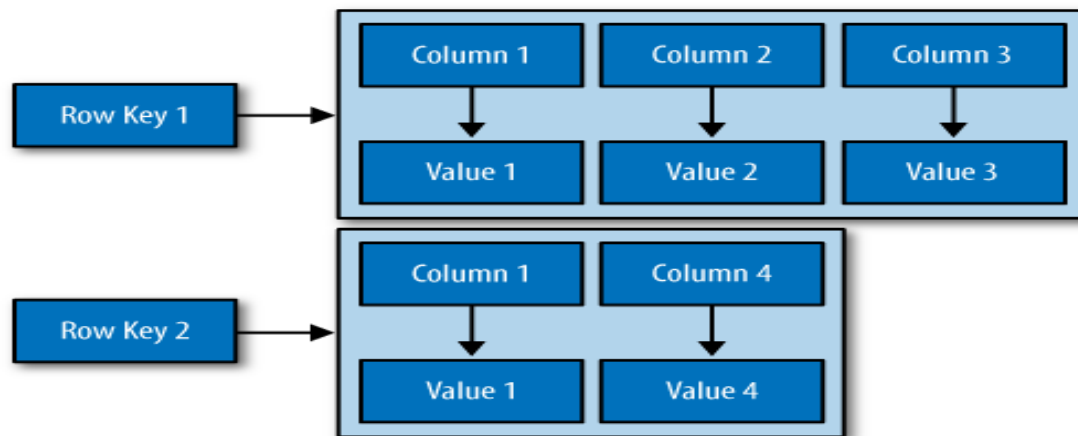 Column 1 Column 2 Column 3
Row Key 1
Value 1 Value 2 Value 3
Column 1 Column 4
Row Key 2
Value 1 Value 4